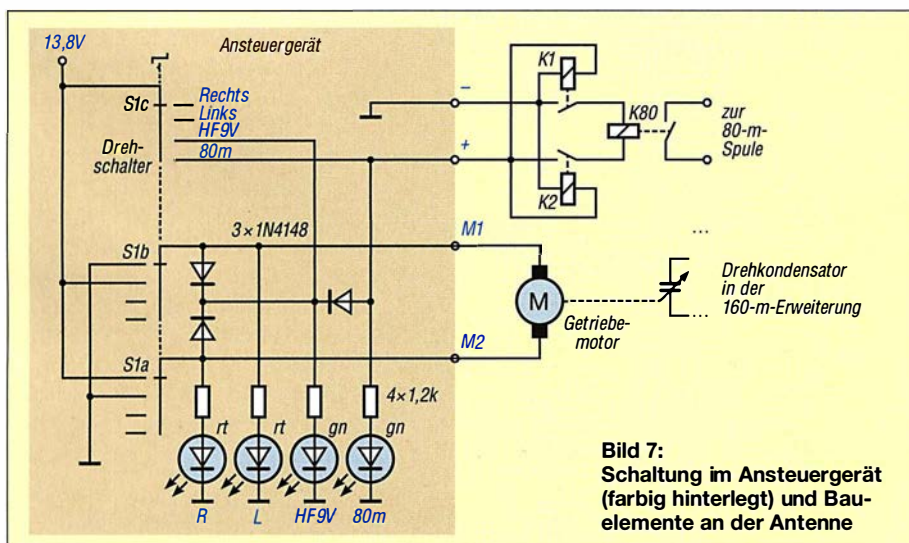 13,8V
Ansteuergerät
S1c
Rechts
Links
HF9V
80m
Dreh-
schalter
3×1N4148
S1b
S1a
4×1,2k
rt
rt
gn
gn
R
L
HF9V
80m
–
+
M1
M2
K1
K2
K80
zur
80-m-
Spule
M
Getriebe-
motor
...
Drehkondensator
in der
160-m-Erweiterung
...
Bild 7:
Schaltung im Ansteuergerät
(farbig hinterlegt) und Bau-
elemente an der Antenne